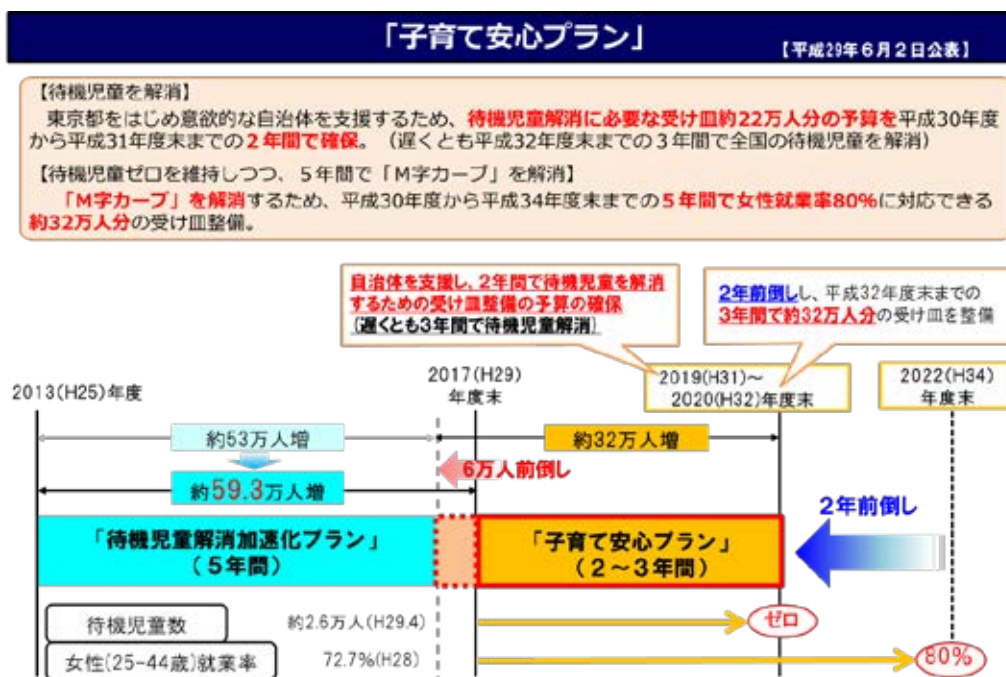 「子育て安心プラン」
【平成29年6月2日公表】
【待機児童を解消】
東京都をはじめ意欲的な自治体を支援するため、待機児童解消に必要な受け皿約22万人分の予算を平成30年度
から平成31年度末までの２年間で確保。（遅くとも平成32年度末までの３年間で全国の待機児童を解消）
【待機児童ゼロを維持しつつ、５年間で「M字カーブ」を解消】
「M字カーブ」を解消するため、平成30年度から平成34年度末までの５年間で女性就業率80%に対応できる
約32万人分の受け皿整備。
自治体を支援し、2年間で待機児童を解消
するための受け皿整備の予算の確保
(遅くとも3年間で待機児童解消)
2年前倒しし、平成32年度末までの
3年間で約32万人分の受け皿を整備
2013(H25)年度
2017(H29)
年度末
2019(H31)～
2020(H32)年度末
2022(H34)
年度末
約53万人増
約32万人増
6万人前倒し
約59.3万人増
2年前倒し
「待機児童解消加速化プラン」
（５年間）
「子育て安心プラン」
（２～３年間）
待機児童数
約2.6万人(H29.4)
ゼロ
女性(25-44歳)就業率
72.7%(H28)
80%